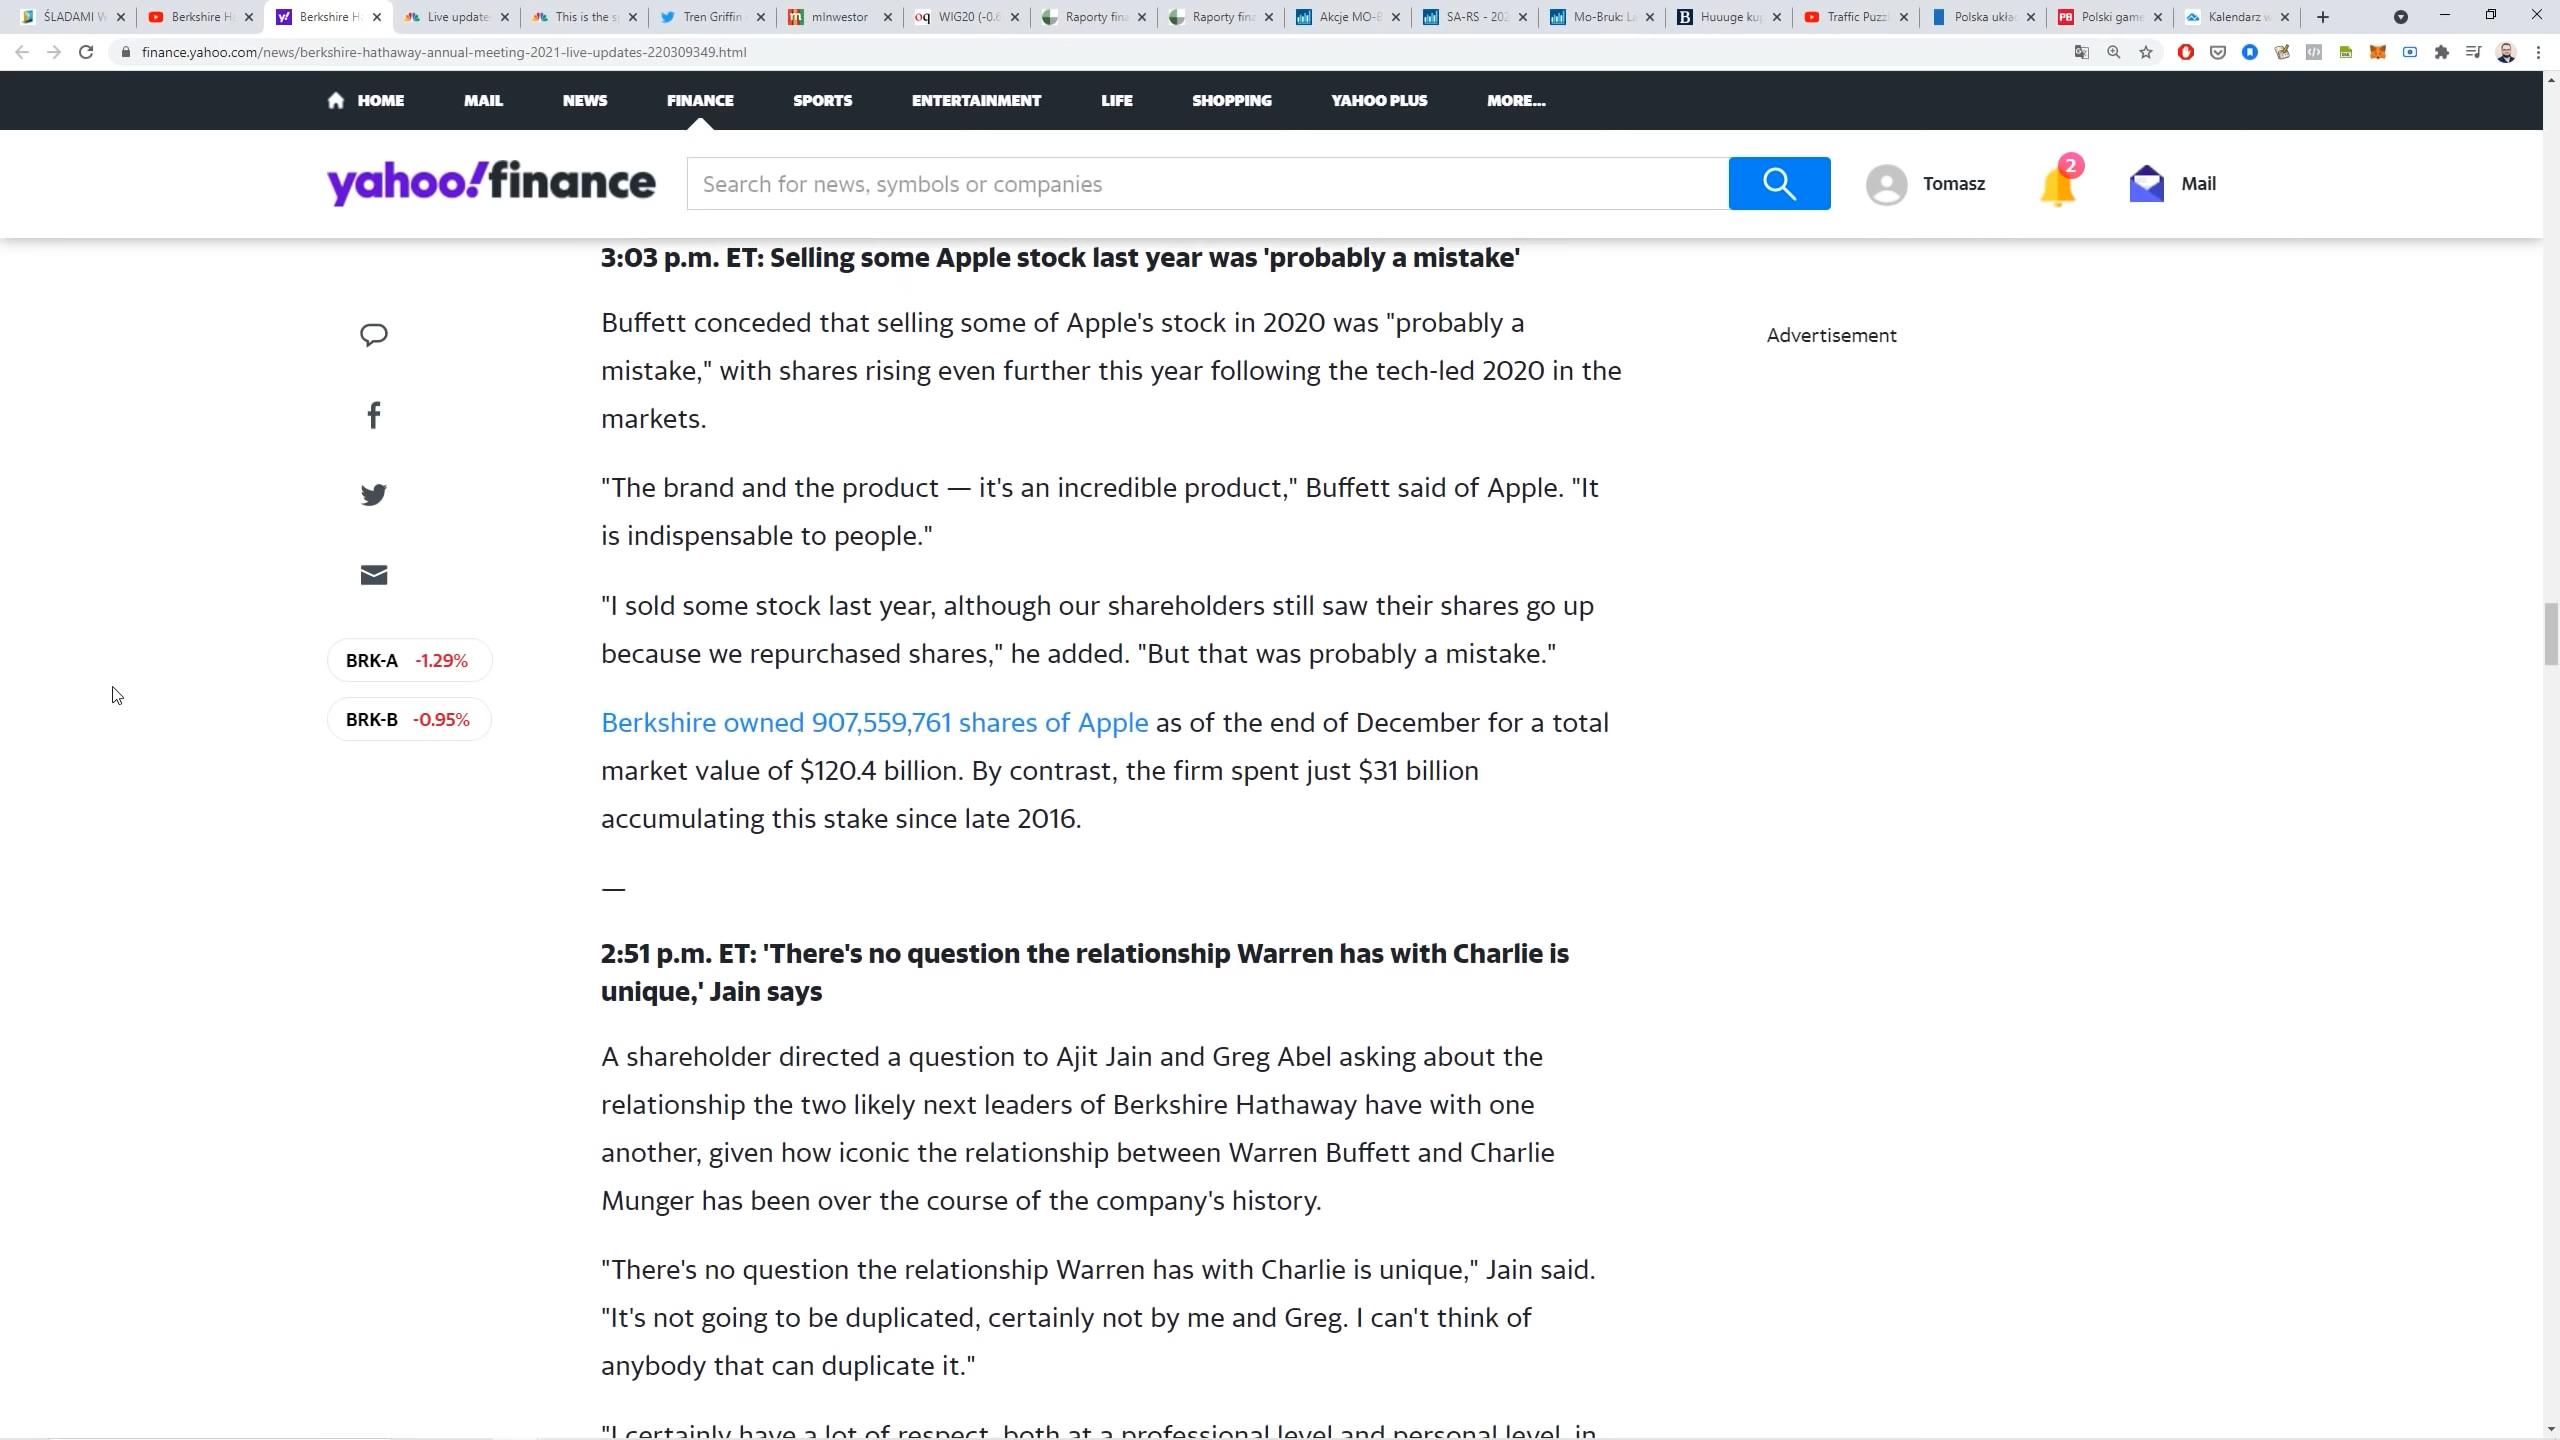 ŚLADAMI W
Berkshire H
Berkshire H
Live update
This is the s
Tren Griffin
mInwestor
WIG20 (-0.6
Raporty fina
Raporty fina
Akcje MO-B
SA-RS - 202
Mo-Bruk: L
Huuuge ku
Traffic Puzz
Polska ukła
PB
Polski game
Kalendarz w
finance.yahoo.com/news/berkshire-hathaway-annual-meeting-2021-live-updates-220309349.html
HOME MAIL NEWS FINANCE SPORTS ENTERTAINMENT LIFE SHOPPING YAHOO PLUS MORE...
yahoo!finance
Search for news, symbols or companies
Tomasz
2
Mail
3:03 p.m. ET: Selling some Apple stock last year was 'probably a mistake'
Buffett conceded that selling some of Apple's stock in 2020 was "probably a
mistake," with shares rising even further this year following the tech-led 2020 in the
markets.
Advertisement
"The brand and the product — it's an incredible product," Buffett said of Apple. "It
is indispensable to people."
"I sold some stock last year, although our shareholders still saw their shares go up
because we repurchased shares," he added. "But that was probably a mistake."
BRK-A -1.29%
BRK-B -0.95%
Berkshire owned 907,559,761 shares of Apple as of the end of December for a total
market value of $120.4 billion. By contrast, the firm spent just $31 billion
accumulating this stake since late 2016.
—
2:51 p.m. ET: 'There's no question the relationship Warren has with Charlie is
unique,' Jain says
A shareholder directed a question to Ajit Jain and Greg Abel asking about the
relationship the two likely next leaders of Berkshire Hathaway have with one
another, given how iconic the relationship between Warren Buffett and Charlie
Munger has been over the course of the company's history.
"There's no question the relationship Warren has with Charlie is unique," Jain said.
"It's not going to be duplicated, certainly not by me and Greg. I can't think of
anybody that can duplicate it."
"I certainly have a lot of respect, both at a professional level and personal level, in